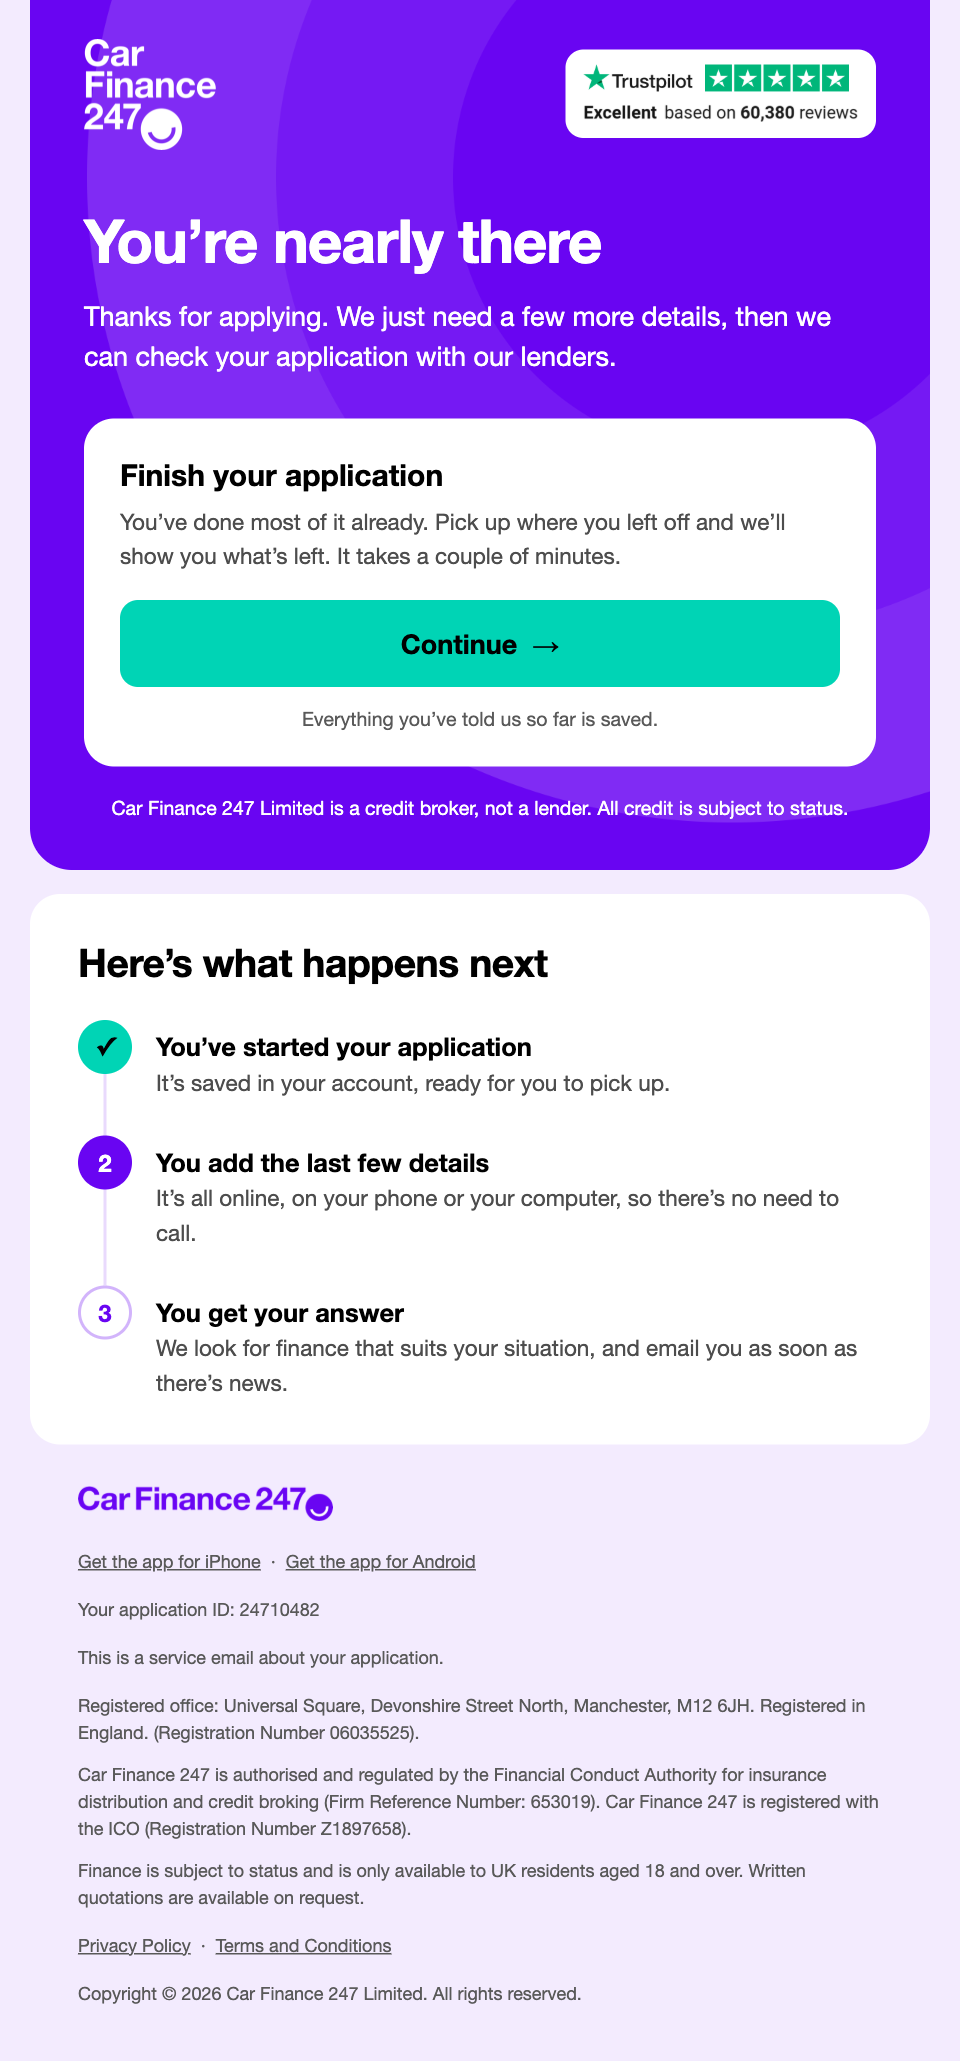 Car
Finance
247
Trustpilot
Excellent based on 60,380 reviews
You're nearly there
Thanks for applying. We just need a few more details, then we
can check your application with our lenders.
Finish your application
You've done most of it already. Pick up where you left off and we'll
show you what's left. It takes a couple of minutes.
Continue →
Everything you've told us so far is saved.
Car Finance 247 Limited is a credit broker, not a lender. All credit is subject to status.
Here's what happens next
✓
You've started your application
It's saved in your account, ready for you to pick up.
2
You add the last few details
It's all online, on your phone or your computer, so there's no need to
call.
3
You get your answer
We look for finance that suits your situation, and email you as soon as
there's news.
Car Finance 247
Get the app for iPhone · Get the app for Android
Your application ID: 24710482
This is a service email about your application.
Registered office: Universal Square, Devonshire Street North, Manchester, M12 6JH. Registered in
England. (Registration Number 06035525).
Car Finance 247 is authorised and regulated by the Financial Conduct Authority for insurance
distribution and credit broking (Firm Reference Number: 653019). Car Finance 247 is registered with
the ICO (Registration Number Z1897658).
Finance is subject to status and is only available to UK residents aged 18 and over. Written
quotations are available on request.
Privacy Policy · Terms and Conditions
Copyright © 2026 Car Finance 247 Limited. All rights reserved.